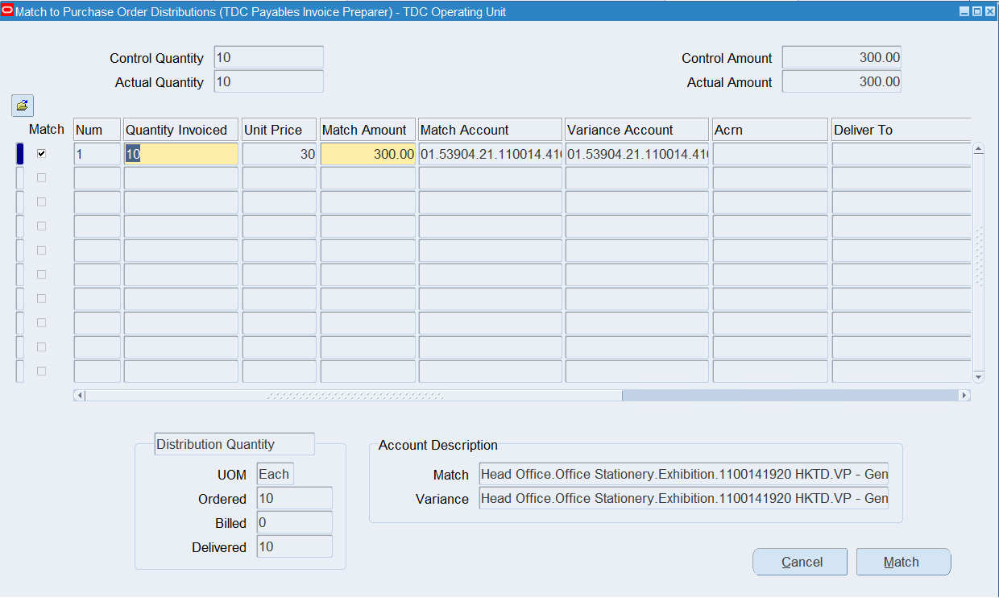 Match to Purchase Order Distributions (TDC Payables Invoice Preparer) - TDC Operating Unit
Control Quantity 10 Control Amount 300.00
Actual Quantity 10 Actual Amount 300.00
Match Num Quantity Invoiced Unit Price Match Amount Match Account Variance Account Acrn Deliver To
1 10 30 300.00 01.53904.21.110014.41 01.53904.21.110014.41
Distribution Quantity Account Description
UOM Each Match Head Office.Office Stationery.Exhibition.1100141920 HKTD.VP - Gen
Ordered 10 Variance Head Office.Office Stationery.Exhibition.1100141920 HKTD.VP - Gen
Billed 0
Delivered 10
Cancel Match